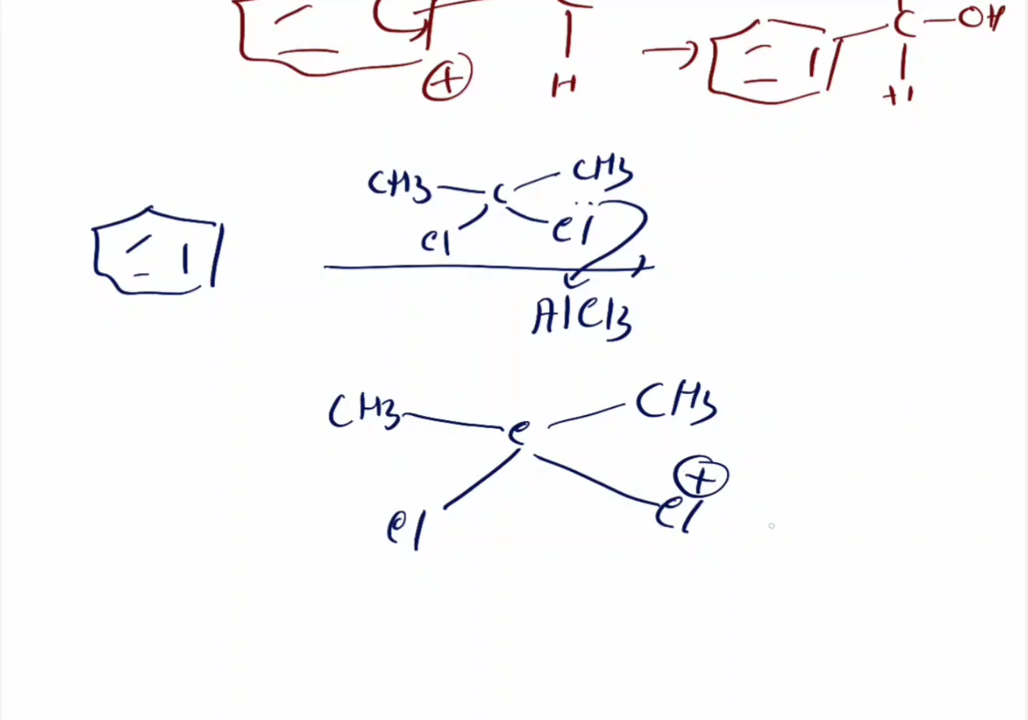 C—OH
⊕ H → H
CH3—C—CH3
Cl Cl
AlCl3
CH3—C—CH3
⊕
Cl Cl